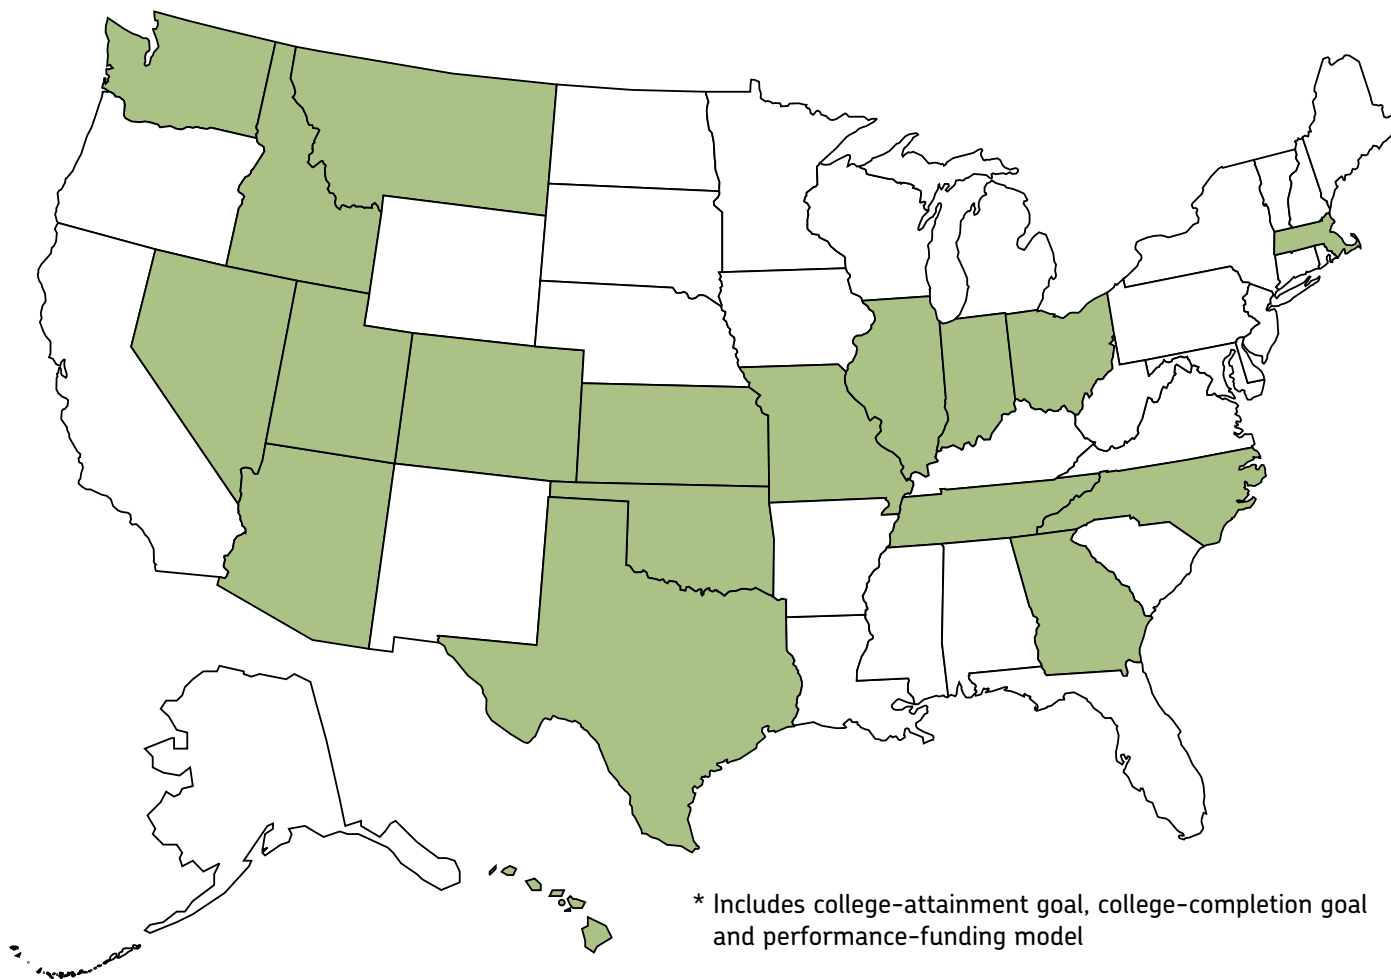 * Includes college-attainment goal, college-completion goal
and performance-funding model